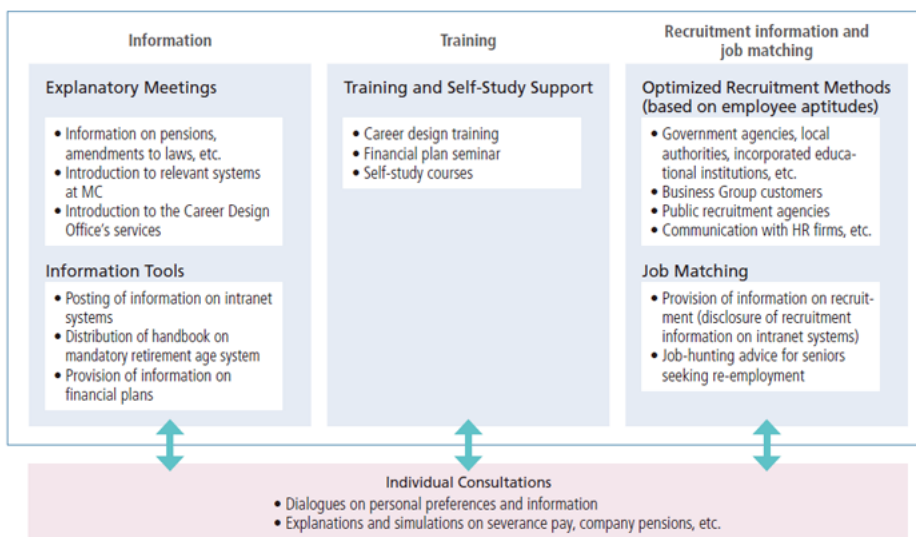 Information
Explanatory Meetings
• Information on pensions,
amendments to laws, etc.
• Introduction to relevant systems
at MC
• Introduction to the Career Design
Office's services
Information Tools
• Posting of information on intranet
systems
• Distribution of handbook on
mandatory retirement age system
• Provision of information on
financial plans
Training
Training and Self-Study Support
• Career design training
• Financial plan seminar
• Self-study courses
Recruitment information and
job matching
Optimized Recruitment Methods
(based on employee aptitudes)
• Government agencies, local
authorities, incorporated educa-
tional institutions, etc.
• Business Group customers
• Public recruitment agencies
• Communication with HR firms, etc.
Job Matching
• Provision of information on recruit-
ment (disclosure of recruitment
information on intranet systems)
• Job-hunting advice for seniors
seeking re-employment
Individual Consultations
• Dialogues on personal preferences and information
• Explanations and simulations on severance pay, company pensions, etc.